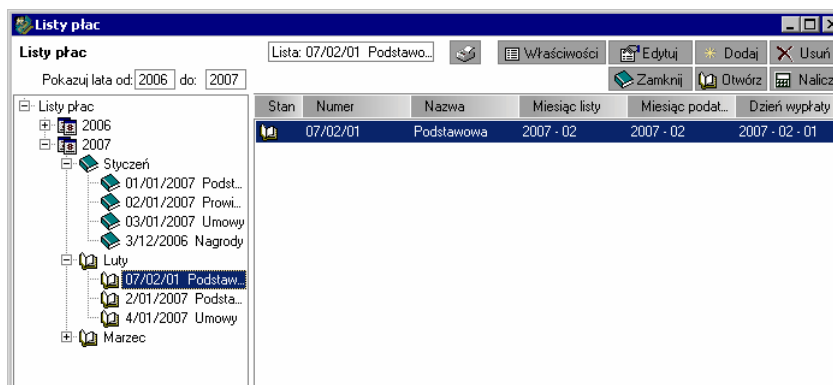 Listy płac
Listy płac
Lista: 07/02/01 Podstawo... Właściwości Edytuj Dodaj Usuń
Pokazuj lata od: 2006 do: 2007 Zamknij Otwórz Nalicz
Listy płac
2006
2007
Styczeń
01/01/2007 Podst...
02/01/2007 Prowi...
03/01/2007 Umowy
3/12/2006 Nagrody
Luty
07/02/01 Podstaw...
2/01/2007 Podsta...
4/01/2007 Umowy
Marzec
Stan Numer Nazwa Miesiąc listy Miesiąc podat... Dzień wypłaty
07/02/01 Podstawowa 2007 - 02 2007 - 02 2007 - 02 - 01